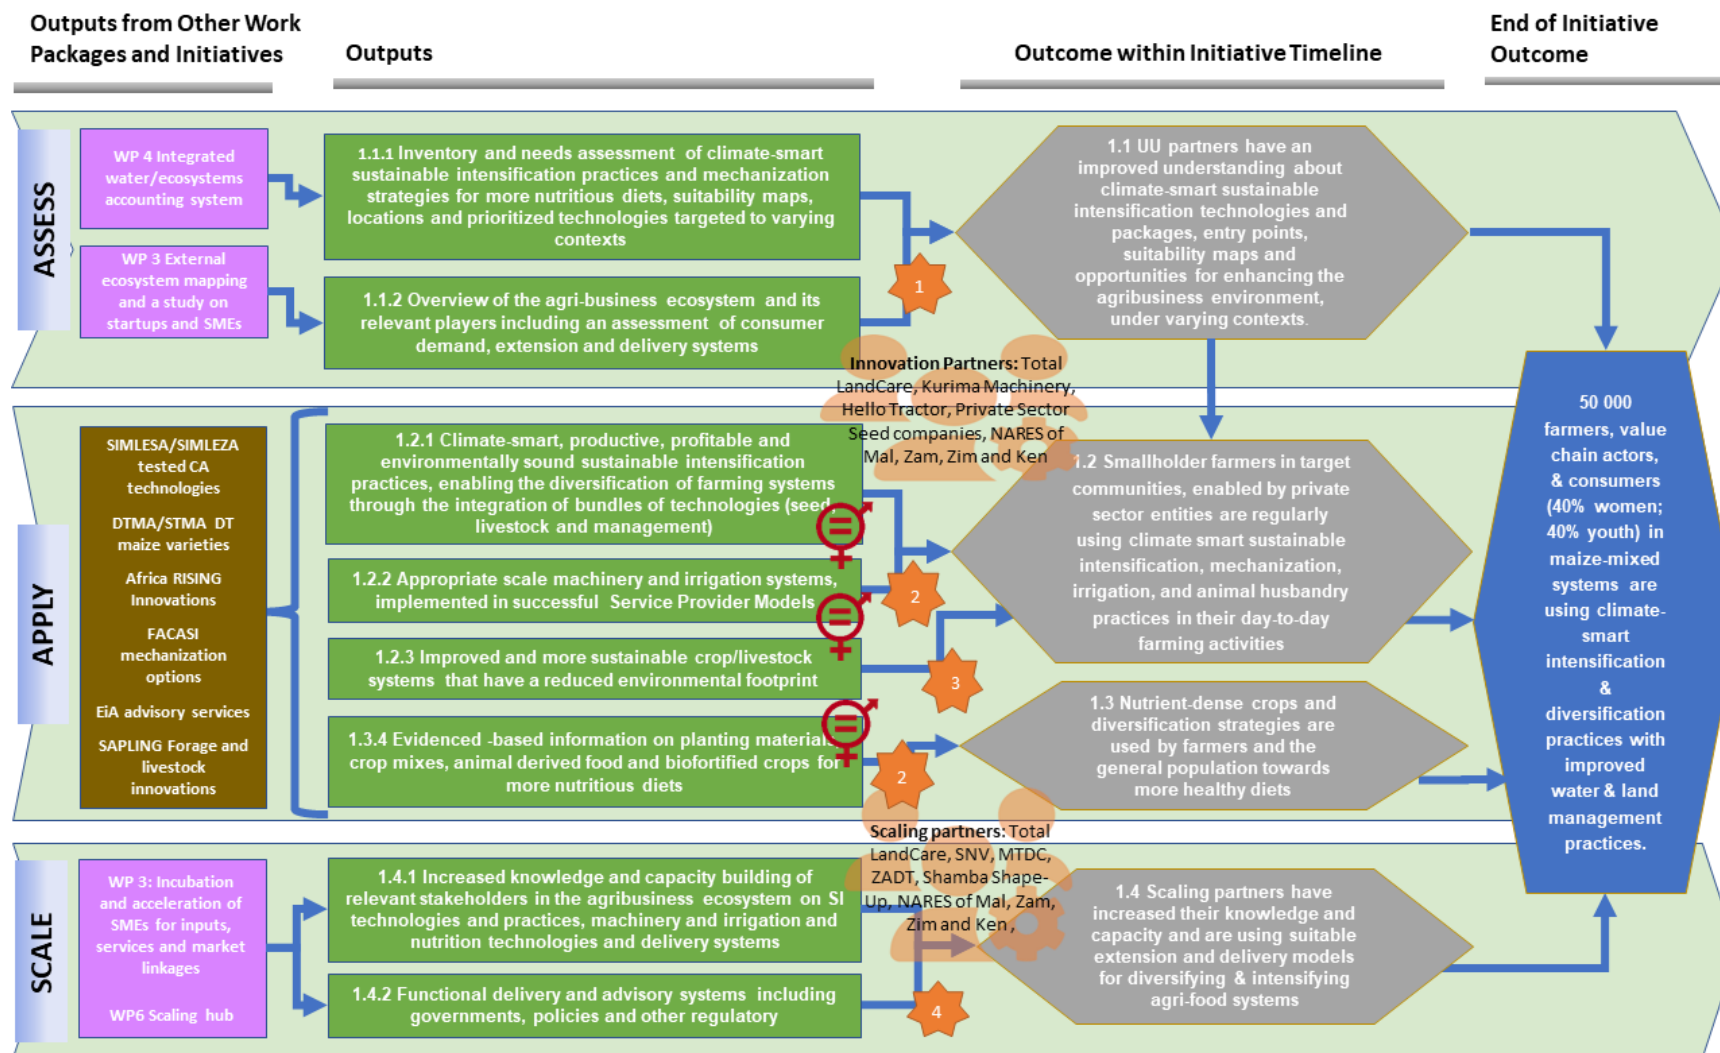 Outputs from Other Work
Packages and Initiatives
Outputs
Outcome within Initiative Timeline
End of Initiative
Outcome
ASSESS
WP 4 Integrated
water/ecosystems
accounting system
WP 3 External
ecosystem mapping
and a study on
startups and SMEs
1.1.1 Inventory and needs assessment of climate-smart
sustainable intensification practices and mechanization
strategies for more nutritious diets, suitability maps,
locations and prioritized technologies targeted to varying
contexts
1.1.2 Overview of the agri-business ecosystem and its
relevant players including an assessment of consumer
demand, extension and delivery systems
1
1.1 UU partners have an
improved understanding about
climate-smart sustainable
intensification technologies and
packages, entry points,
suitability maps and
opportunities for enhancing the
agribusiness environment,
under varying contexts.
Innovation Partners: Total
LandCare, Kurima Machinery,
Hello Tractor, Private Sector
Seed companies, NARES of
Mal, Zam, Zim and Ken
APPLY
SIMLESA/SIMLEZA
tested CA
technologies
DTMA/STMA DT
maize varieties
Africa RISING
Innovations
FACASI
mechanization
options
EiA advisory services
SAPLING Forage and
livestock
innovations
1.2.1 Climate-smart, productive, profitable and
environmentally sound sustainable intensification
practices, enabling the diversification of farming systems
through the integration of bundles of technologies (seed,
livestock and management)
1.2.2 Appropriate scale machinery and irrigation systems,
implemented in successful Service Provider Models
1.2.3 Improved and more sustainable crop/livestock
systems that have a reduced environmental footprint
1.3.4 Evidenced -based information on planting materials,
crop mixes, animal derived food and biofortified crops for
more nutritious diets
=
=
=
2
3
2
1.2 Smallholder farmers in target
communities, enabled by private
sector entities are regularly
using climate smart sustainable
intensification, mechanization,
irrigation, and animal husbandry
practices in their day-to-day
farming activities
1.3 Nutrient-dense crops and
diversification strategies are
used by farmers and the
general population towards
more healthy diets
50 000
farmers, value
chain actors,
& consumers
(40% women;
40% youth) in
maize-mixed
systems are
using climate-
smart
intensification
&
diversification
practices with
improved
water & land
management
practices.
Scaling partners: Total
LandCare, SNV, MTDC,
ZADT, Shamba Shape-
Up, NARES of Mal, Zam,
Zim and Ken ,
SCALE
WP 3: Incubation
and acceleration of
SMEs for inputs,
services and market
linkages
WP6 Scaling hub
1.4.1 Increased knowledge and capacity building of
relevant stakeholders in the agribusiness ecosystem on SI
technologies and practices, machinery and irrigation and
nutrition technologies and delivery systems
1.4.2 Functional delivery and advisory systems including
governments, policies and other regulatory
4
1.4 Scaling partners have
increased their knowledge and
capacity and are using suitable
extension and delivery models
for diversifying & intensifying
agri-food systems